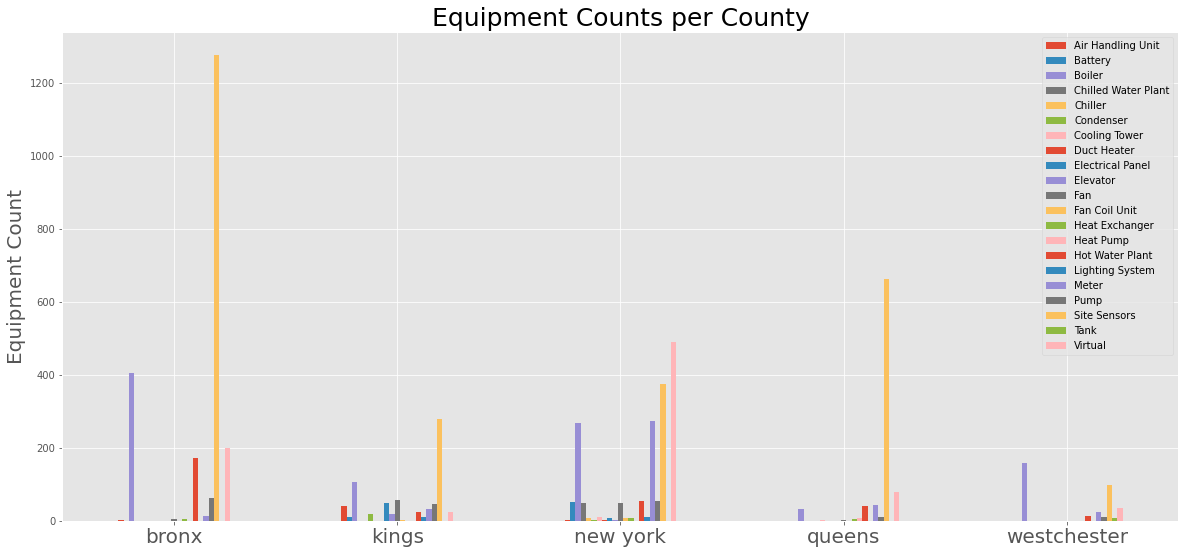 Equipment Counts per County
Equipment Count
1200
1000
800
600
400
200
0
bronx
kings
new york
queens
westchester
Air Handling Unit
Battery
Boiler
Chilled Water Plant
Chiller
Condenser
Cooling Tower
Duct Heater
Electrical Panel
Elevator
Fan
Fan Coil Unit
Heat Exchanger
Heat Pump
Hot Water Plant
Lighting System
Meter
Pump
Site Sensors
Tank
Virtual